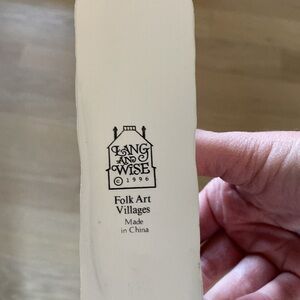 LANG
AND
WISE
© 1996
Folk Art
Villages
Made
in China